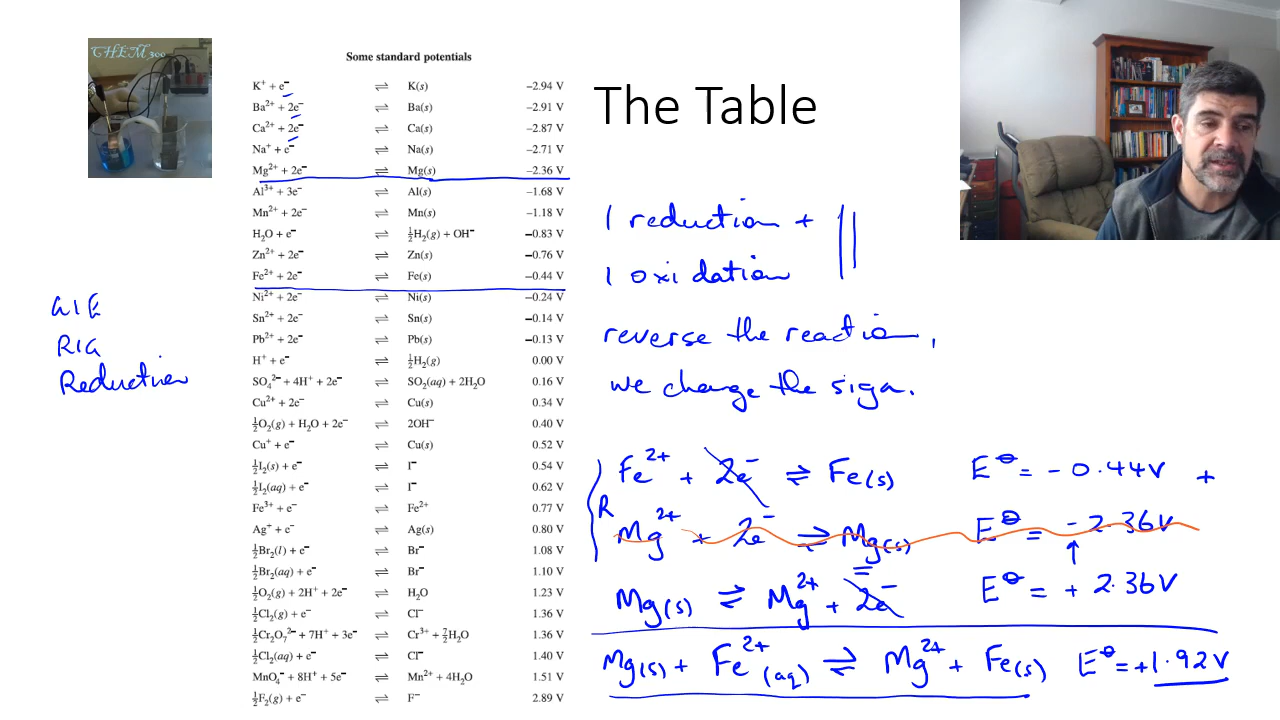 CHEM300
Some standard potentials
K⁺ + e⁻ ⇌ K(s) –2.94 V
Ba²⁺ + 2e⁻ ⇌ Ba(s) –2.91 V
Ca²⁺ + 2e⁻ ⇌ Ca(s) –2.87 V
Na⁺ + e⁻ ⇌ Na(s) –2.71 V
Mg²⁺ + 2e⁻ ⇌ Mg(s) –2.36 V
Al³⁺ + 3e⁻ ⇌ Al(s) –1.68 V
Mn²⁺ + 2e⁻ ⇌ Mn(s) –1.18 V
H₂O + e⁻ ⇌ ½H₂(g) + OH⁻ –0.83 V
Zn²⁺ + 2e⁻ ⇌ Zn(s) –0.76 V
Fe²⁺ + 2e⁻ ⇌ Fe(s) –0.44 V
Ni²⁺ + 2e⁻ ⇌ Ni(s) –0.24 V
Sn²⁺ + 2e⁻ ⇌ Sn(s) –0.14 V
Pb²⁺ + 2e⁻ ⇌ Pb(s) –0.13 V
H⁺ + e⁻ ⇌ ½H₂(g) 0.00 V
SO₄²⁻ + 4H⁺ + 2e⁻ ⇌ SO₂(aq) + 2H₂O 0.16 V
Cu²⁺ + 2e⁻ ⇌ Cu(s) 0.34 V
½O₂(g) + H₂O + 2e⁻ ⇌ 2OH⁻ 0.40 V
Cu⁺ + e⁻ ⇌ Cu(s) 0.52 V
½I₂(s) + e⁻ ⇌ I⁻ 0.54 V
½I₂(aq) + e⁻ ⇌ I⁻ 0.62 V
Fe³⁺ + e⁻ ⇌ Fe²⁺ 0.77 V
Ag⁺ + e⁻ ⇌ Ag(s) 0.80 V
½Br₂(l) + e⁻ ⇌ Br⁻ 1.08 V
½Br₂(aq) + e⁻ ⇌ Br⁻ 1.10 V
½O₂(g) + 2H⁺ + 2e⁻ ⇌ H₂O 1.23 V
½Cl₂(g) + e⁻ ⇌ Cl⁻ 1.36 V
½Cr₂O₇²⁻ + 7H⁺ + 3e⁻ ⇌ Cr³⁺ + 7/2H₂O 1.36 V
½Cl₂(aq) + e⁻ ⇌ Cl⁻ 1.40 V
MnO₄⁻ + 8H⁺ + 5e⁻ ⇌ Mn²⁺ + 4H₂O 1.51 V
½F₂(g) + e⁻ ⇌ F⁻ 2.89 V
RIG
Reduction
The Table
1 reduction +
1 oxidation
reverse the reaction,
we change the sign.
Fe²⁺ + 2e⁻ ⇌ Fe(s) E⦵ = -0.44V +
R
Mg²⁺ + 2e⁻ ⇌ Mg(s) E⦵ = -2.36V
Mg(s) ⇌ Mg²⁺ + 2e⁻ E⦵ = +2.36V
Mg(s) + Fe²⁺(aq) ⇌ Mg²⁺ + Fe(s) E⦵ = +1.92V